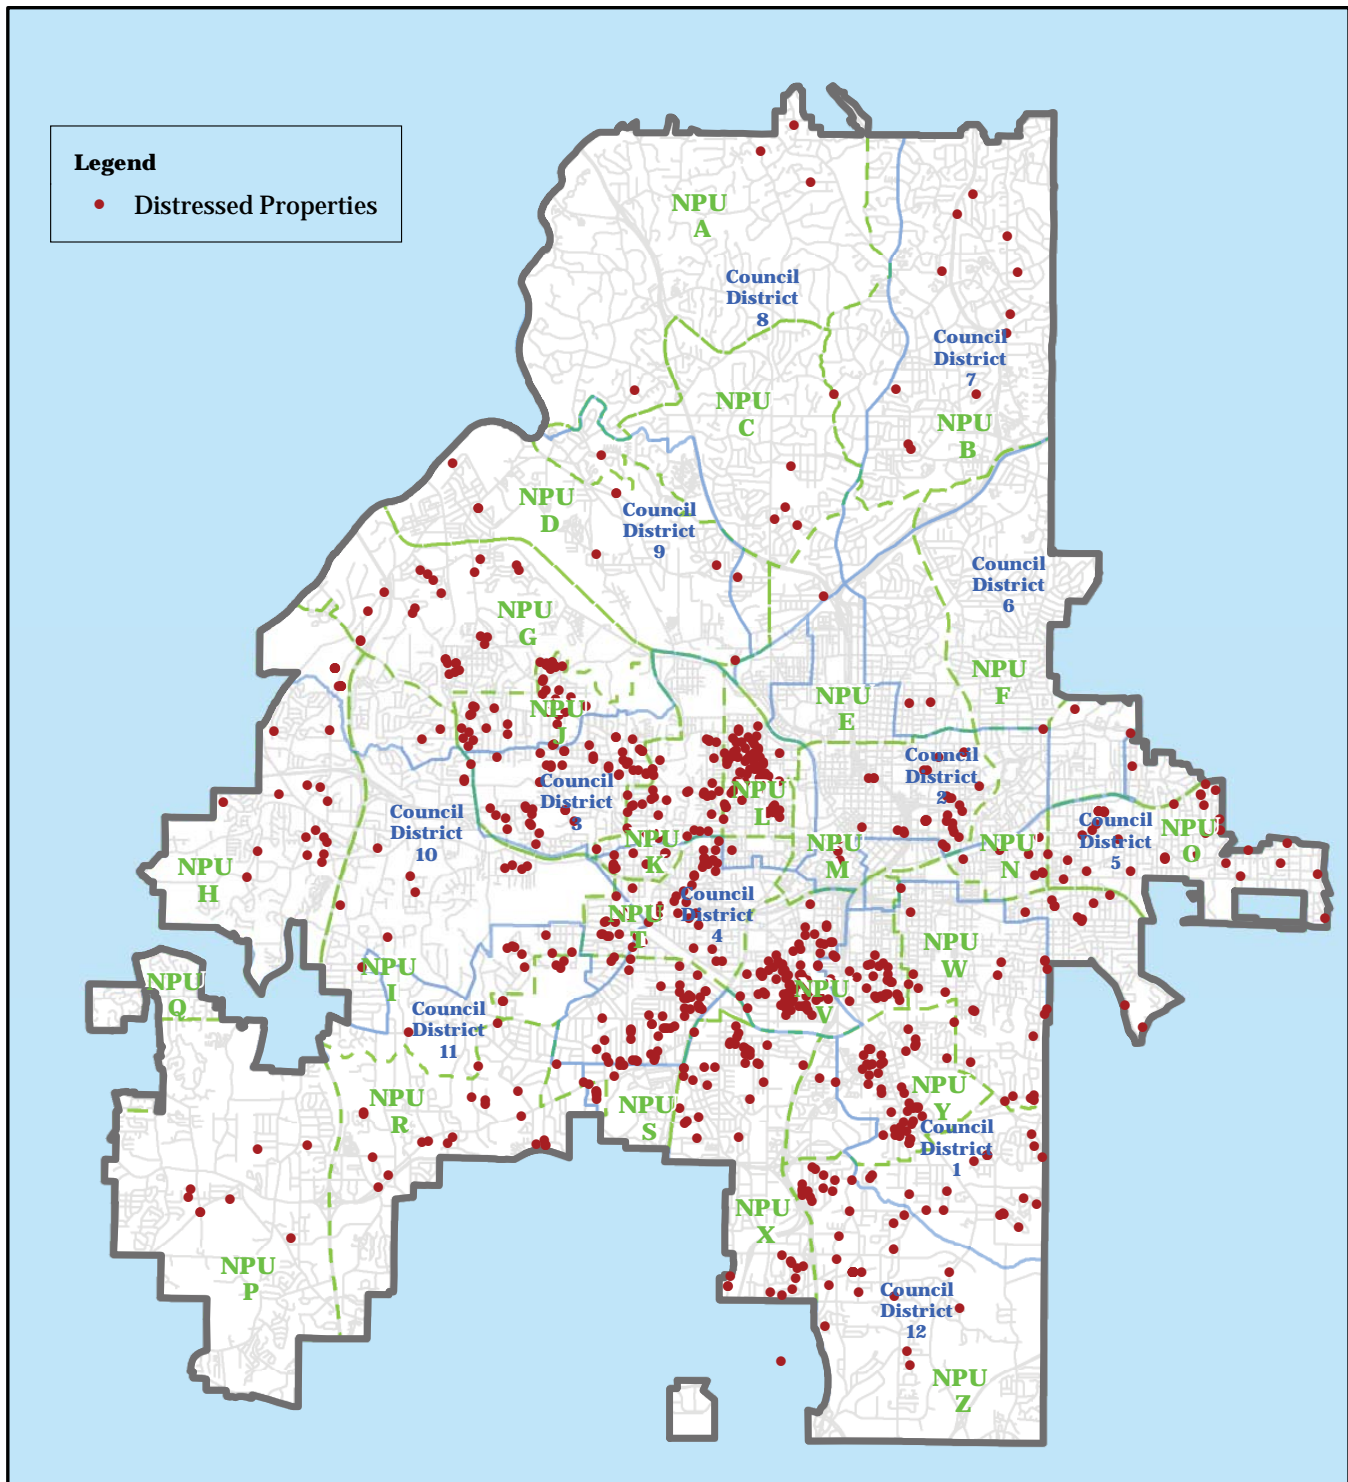 Legend
Distressed Properties
NPU
A
Council
District
8
Council
District
7
NPU
C
NPU
B
NPU
D
Council
District
9
Council
District
6
NPU
G
NPU
F
NPU
E
NPU
J
Council
District
2
Council
District
3
NPU
L
Council
District
10
Council
District
5
NPU
O
NPU
K
NPU
M
NPU
N
NPU
H
Council
District
4
NPU
T
NPU
W
NPU
I
NPU
Q
NPU
V
Council
District
11
NPU
R
NPU
S
NPU
Y
Council
District
1
NPU
X
NPU
P
Council
District
12
NPU
Z